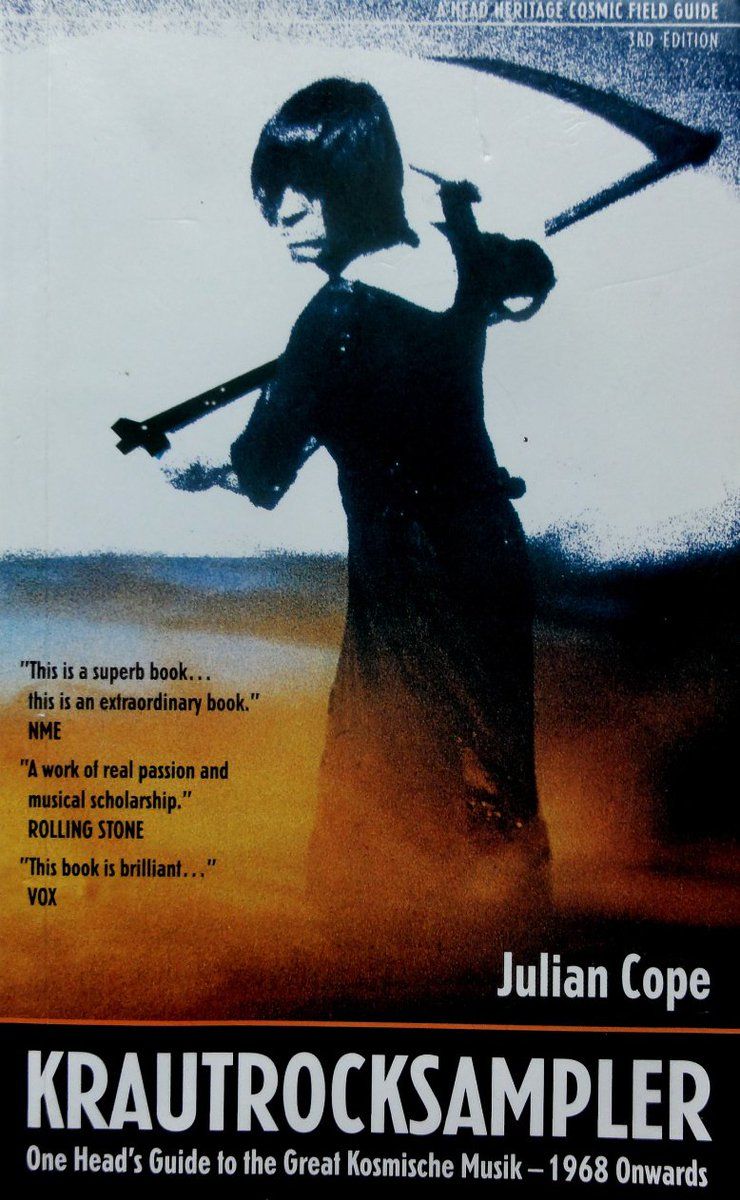 A HEAD HERITAGE COSMIC FIELD GUIDE
3RD EDITION
"This is a superb book...
this is an extraordinary book."
NME
"A work of real passion and
musical scholarship."
ROLLING STONE
"This book is brilliant..."
VOX
Julian Cope
KRAUTROCKSAMPLER
One Head's Guide to the Great Kosmische Musik – 1968 Onwards